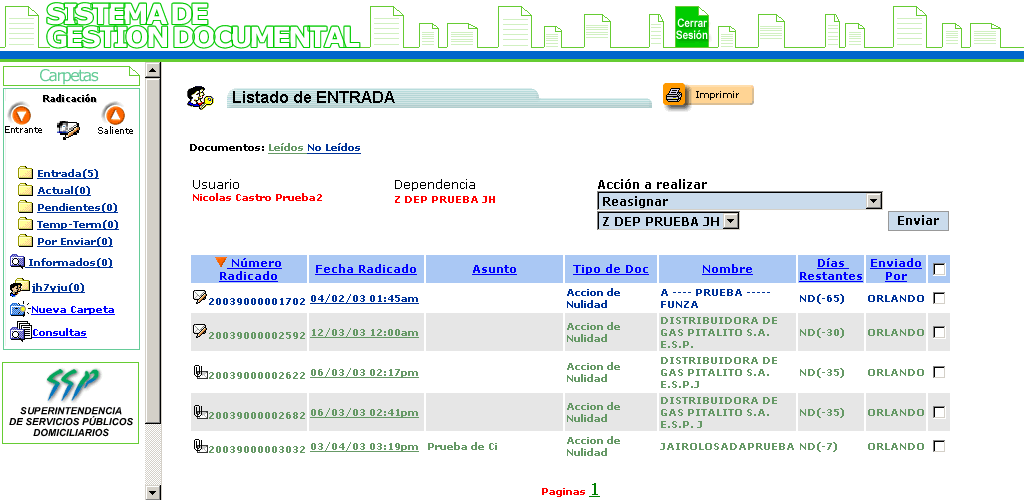 SISTEMA DE
GESTION DOCUMENTAL
Cerrar
Sesión
Carpetas
Radicación
Entrante
Saliente
Entrada(5)
Actual(0)
Pendientes(0)
Temp-Term(0)
Por Enviar(0)
Informados(0)
jh7yju(0)
Nueva Carpeta
Consultas
SSP
SUPERINTENDENCIA
DE SERVICIOS PÚBLICOS
DOMICILIARIOS
Listado de ENTRADA
Imprimir
Documentos: Leídos No Leídos
Usuario
Nicolas Castro Prueba2
Dependencia
Z DEP PRUEBA JH
Acción a realizar
Reasignar
Z DEP PRUEBA JH
Enviar
Número
Radicado
Fecha Radicado
Asunto
Tipo de Doc
Nombre
Días
Restantes
Enviado
Por
20039000001702 04/02/03 01:45am
Accion de
Nulidad
A ---- PRUEBA -----
FUNZA
ND(-65)
ORLANDO
20039000002592 12/03/03 12:00am
Accion de
Nulidad
DISTRIBUIDORA DE
GAS PITALITO S.A.
E.S.P.
ND(-30)
ORLANDO
20039000002622 06/03/03 02:17pm
Accion de
Nulidad
DISTRIBUIDORA DE
GAS PITALITO S.A.
E.S.P.J
ND(-35)
ORLANDO
20039000002682 06/03/03 02:41pm
Accion de
Nulidad
DISTRIBUIDORA DE
GAS PITALITO S.A.
E.S.P. J
ND(-35)
ORLANDO
20039000003032 03/04/03 03:19pm Prueba de Ci
Accion de
Nulidad
JAIROLOSADAPRUEBA ND(-7)
ORLANDO
Paginas 1